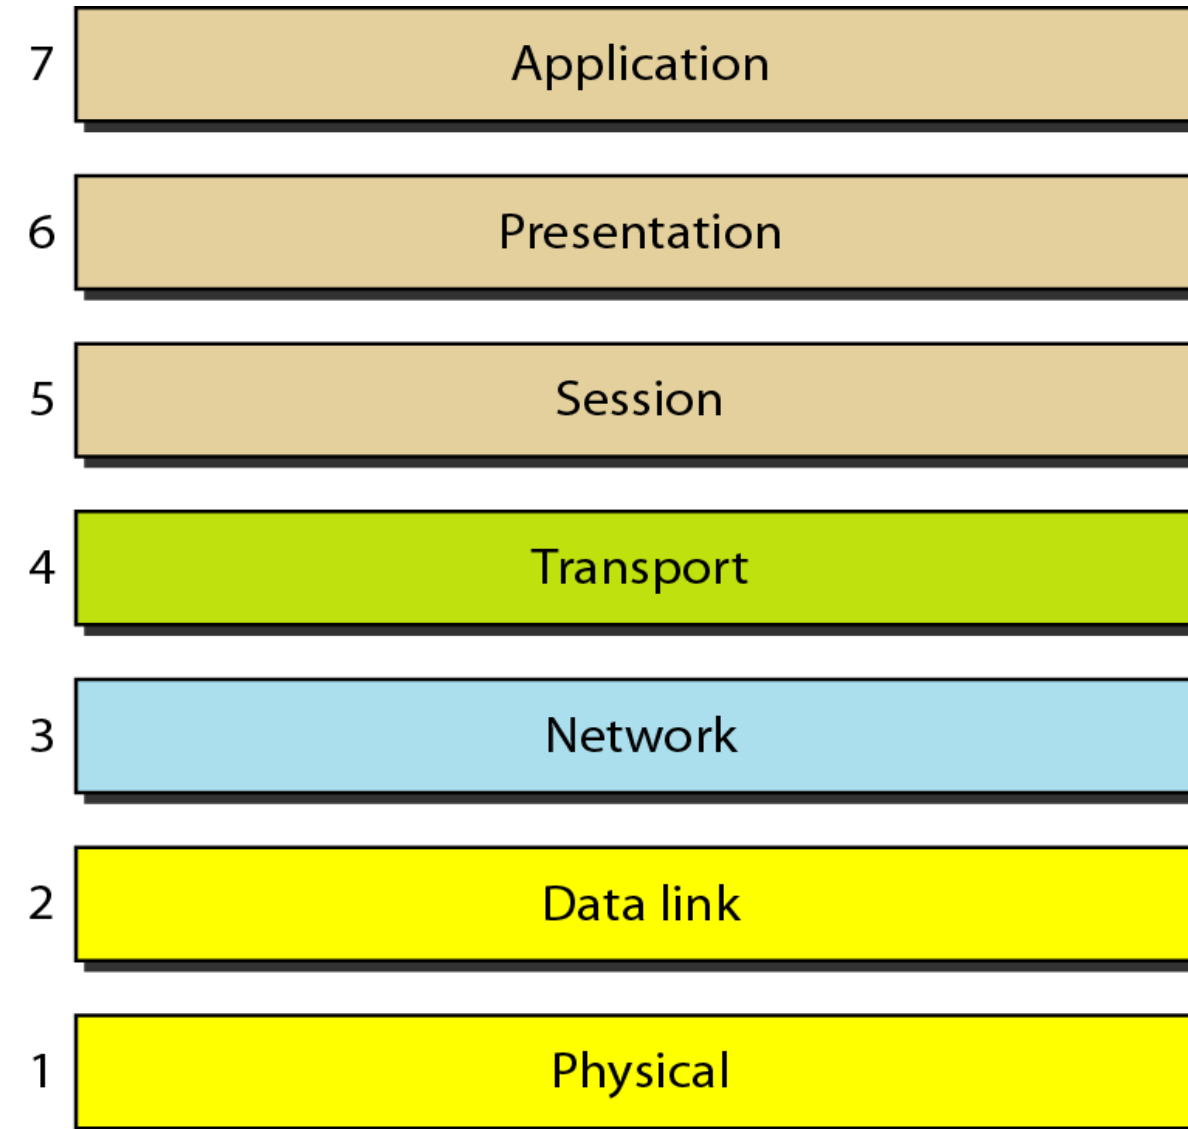 7 Application
6 Presentation
5 Session
4 Transport
3 Network
2 Data link
1 Physical